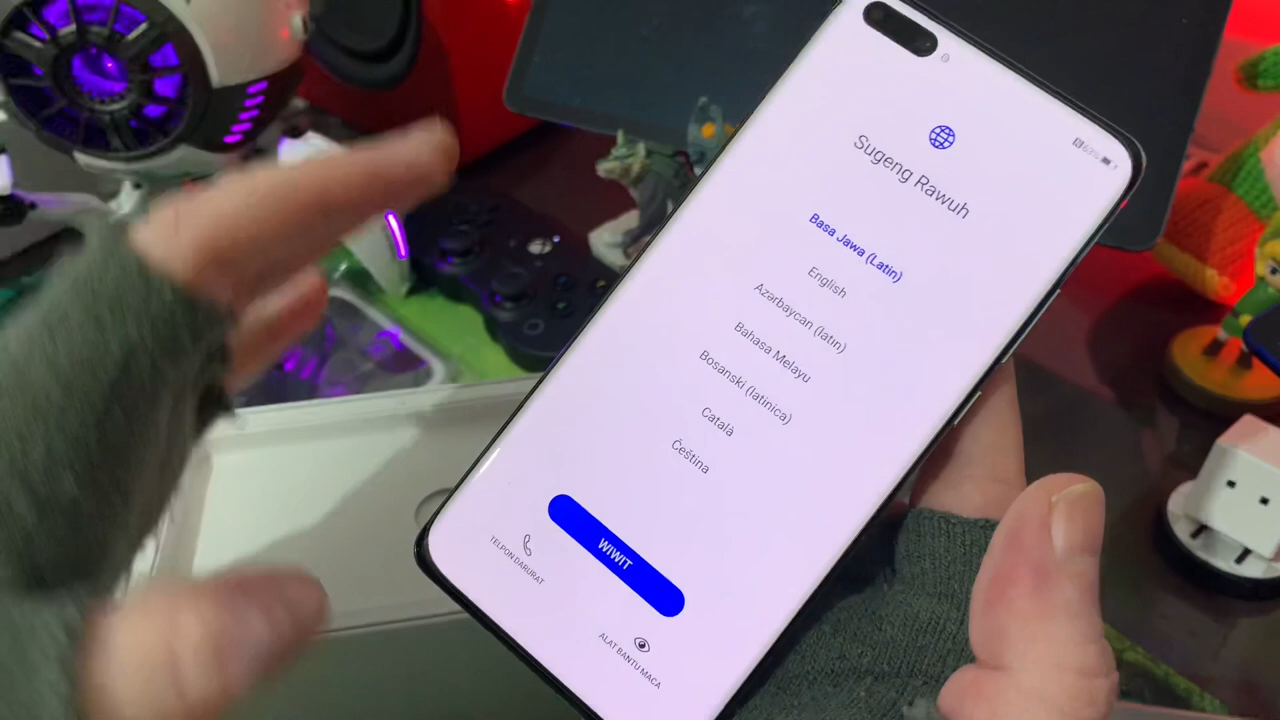 63%
Sugeng Rawuh
Basa Jawa (Latin)
English
Azərbaycan (latın)
Bahasa Melayu
Bosanski (latinica)
Català
Čeština
WIWIT
TELPON DARURAT
ALAT BANTU MACA